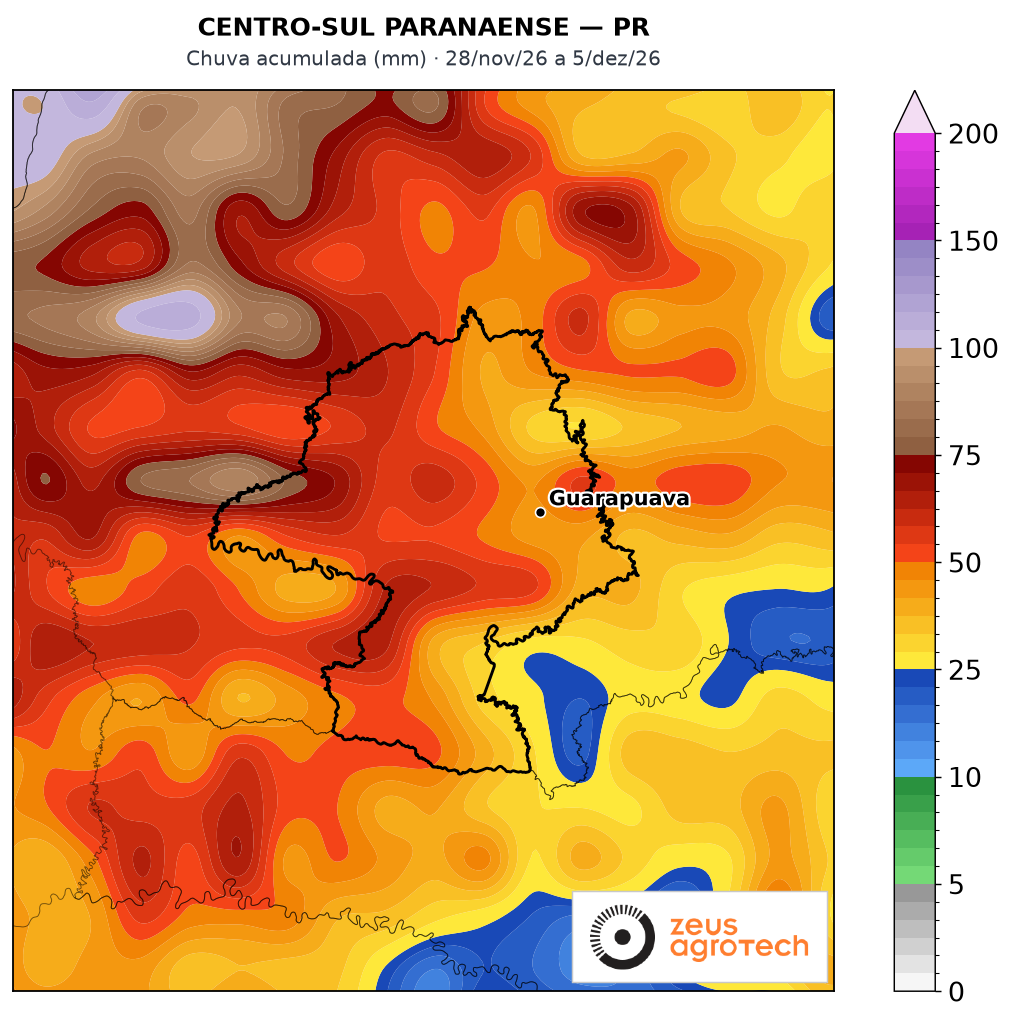 CENTRO-SUL PARANAENSE — PR
Chuva acumulada (mm) · 28/nov/26 a 5/dez/26
200
150
100
75
50
25
10
5
0
Guarapuava
zeus
agrotech